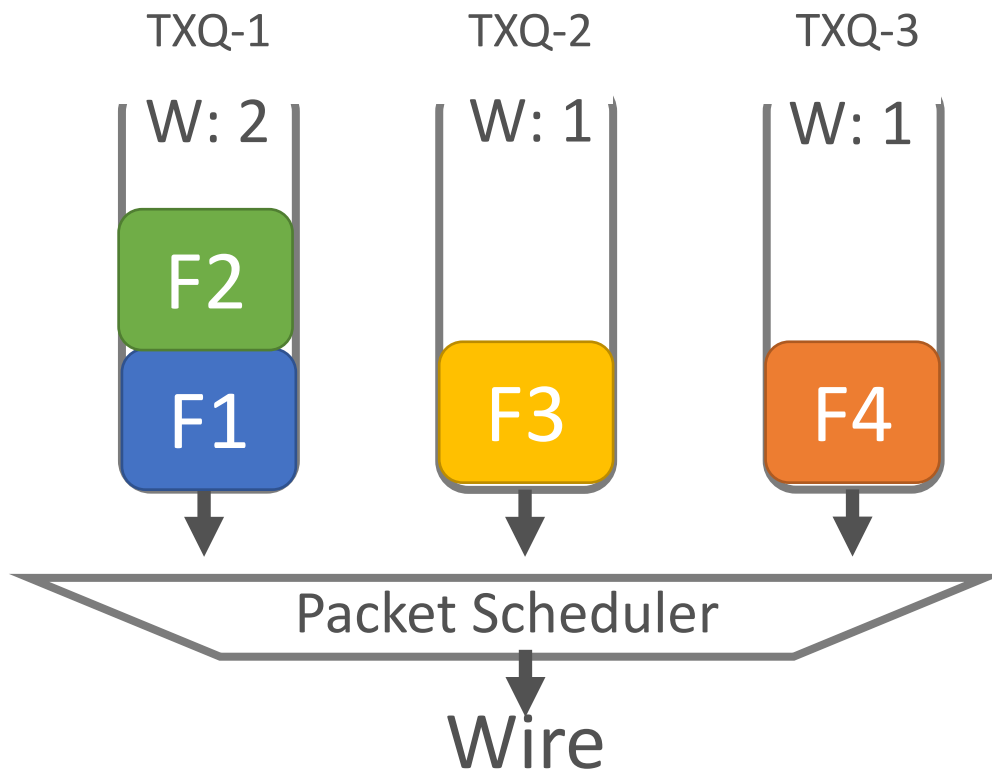 TXQ-1 TXQ-2 TXQ-3
W: 2 W: 1 W: 1
F2
F1 F3 F4
Packet Scheduler
Wire